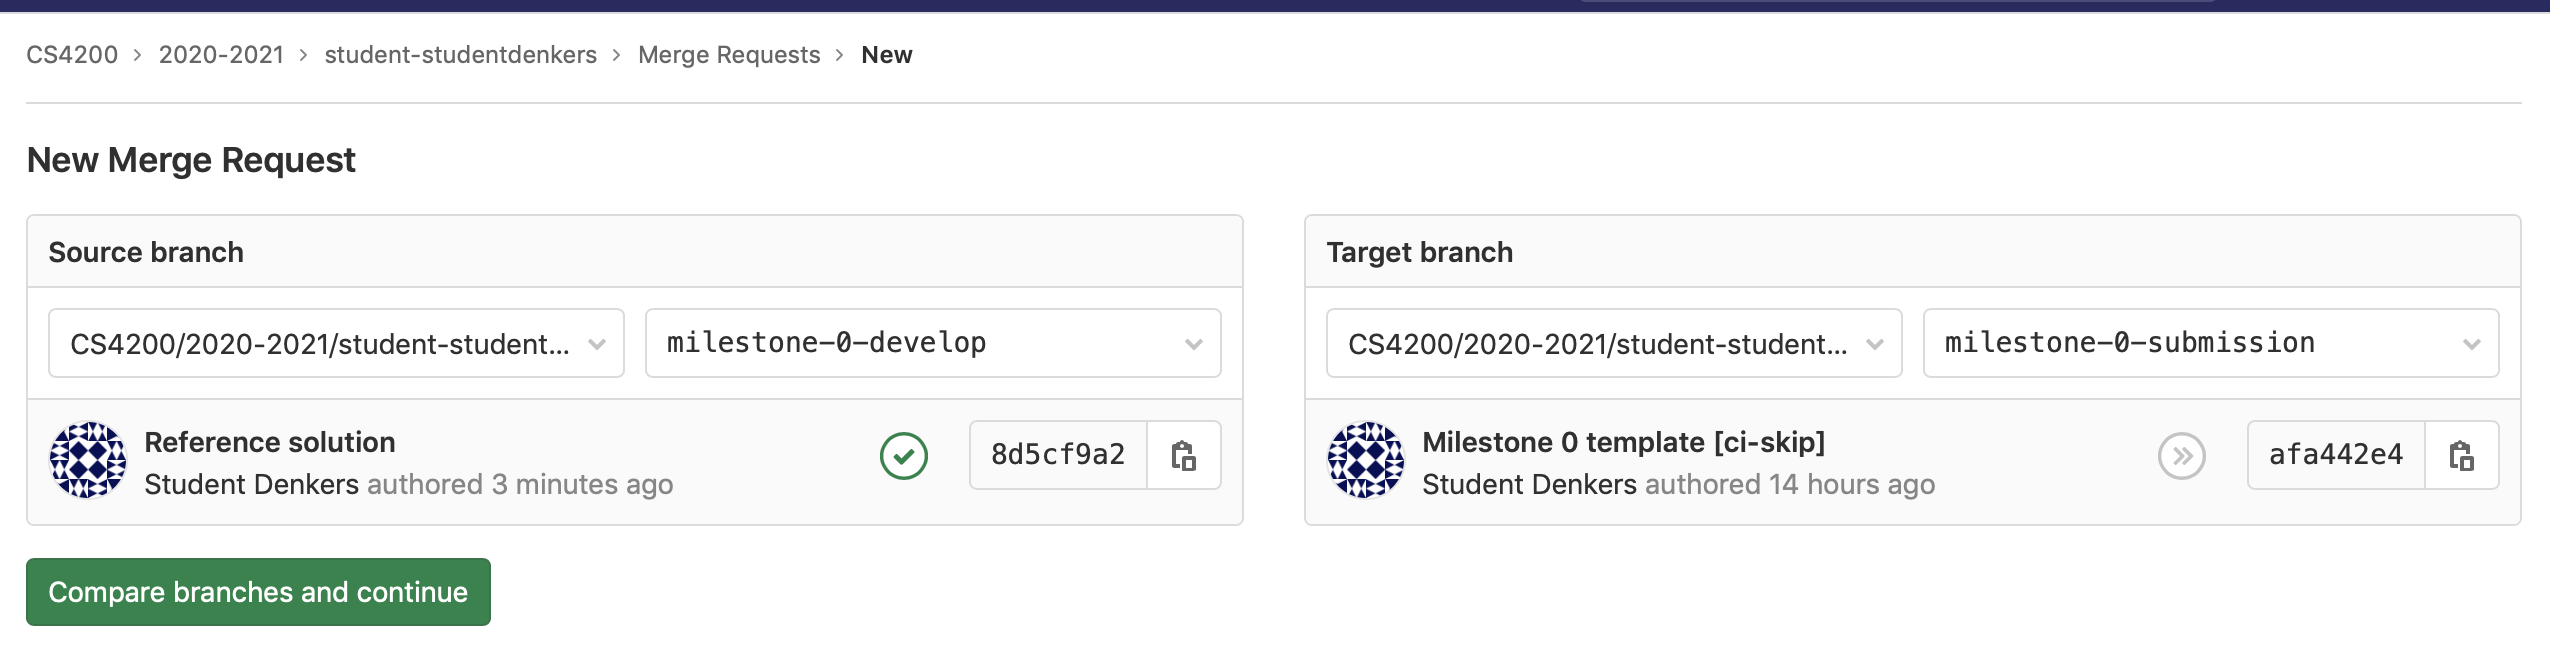 CS4200 > 2020-2021 > student-studentdenkers > Merge Requests > New
New Merge Request
Source branch
CS4200/2020-2021/student-student... milestone-0-develop
Reference solution
Student Denkers authored 3 minutes ago
8d5cf9a2
Target branch
CS4200/2020-2021/student-student... milestone-0-submission
Milestone 0 template [ci-skip]
Student Denkers authored 14 hours ago
afa442e4
Compare branches and continue